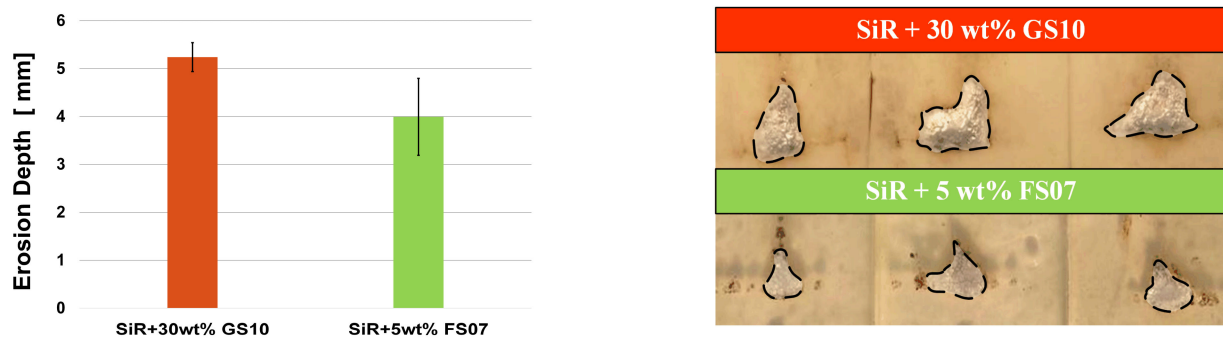 6
5
4
3
2
1
0
Erosion Depth [ mm]
SiR+30wt% GS10
SiR+5wt% FS07
SiR + 30 wt% GS10
SiR + 5 wt% FS07